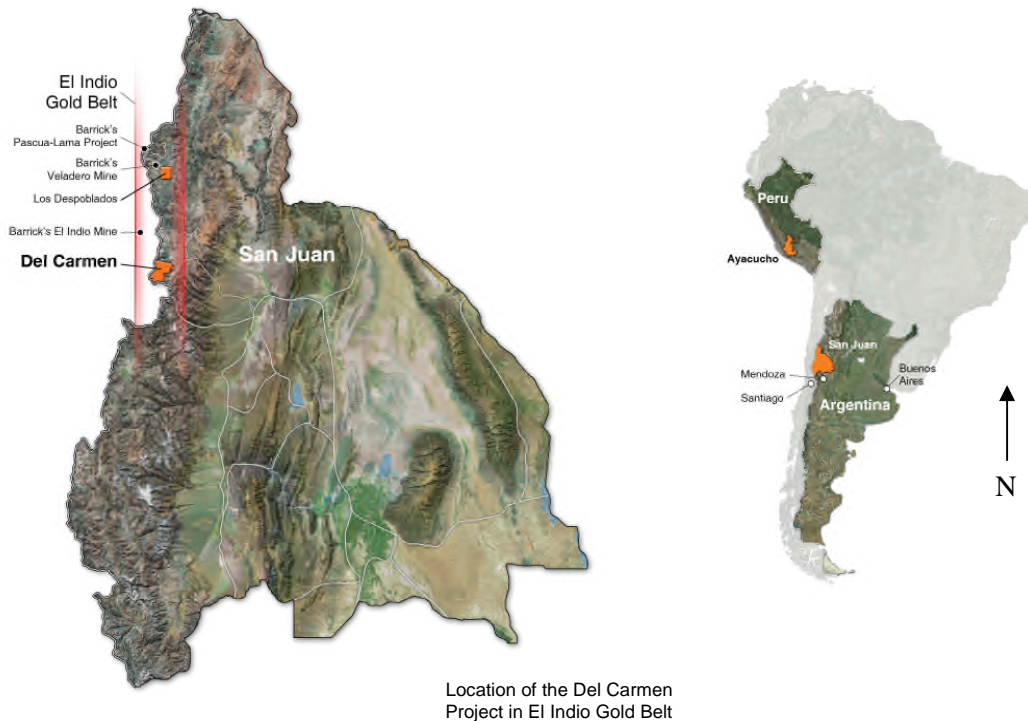 El Indio
Gold Belt
Barrick's
Pascua-Lama Project
Barrick's
Veladero Mine
Los Despoblados
Barrick's El Indio Mine
Del Carmen
San Juan
Peru
Ayacucho
San Juan
Mendoza
Santiago
Buenos
Aires
Argentina
N
Location of the Del Carmen
Project in El Indio Gold Belt